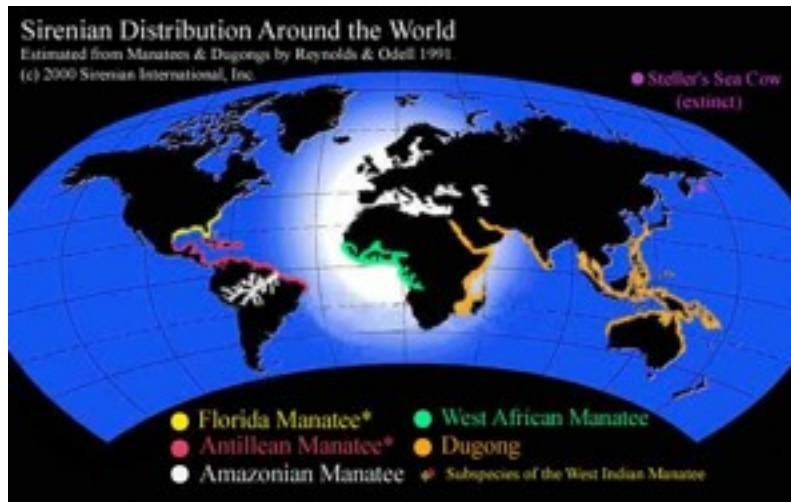 Sirenian Distribution Around the World
Estimated from Manatees & Dugongs by Reynolds & Odell 1991.
(c) 2000 Sirenian International, Inc.
Steller's Sea Cow
(extinct)
Florida Manatee*
West African Manatee
Antillean Manatee*
Dugong
Amazonian Manatee
* Subspecies of the West Indian Manatee